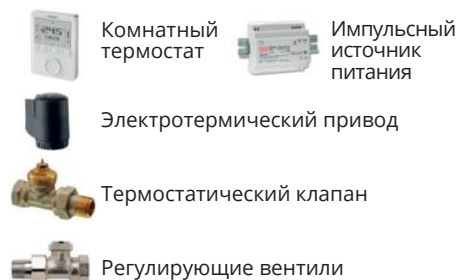 Комнатный
термостат
Импульсный
источник
питания
Электротермический привод
Термостатический клапан
Регулирующие вентили